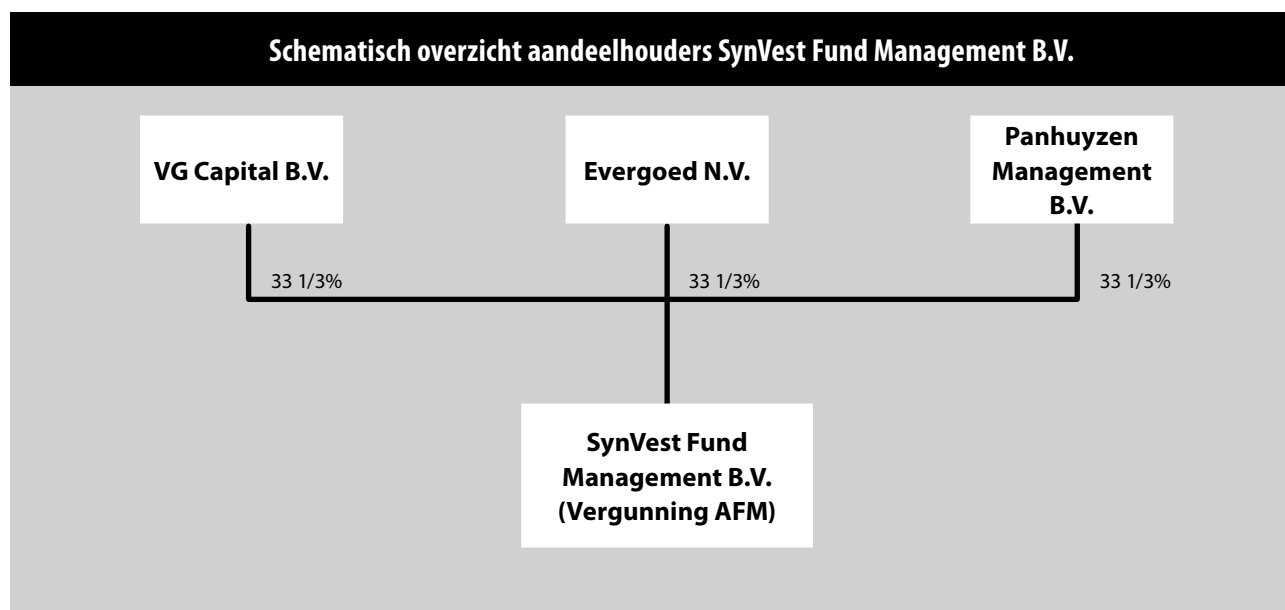 Schematisch overzicht aandeelhouders SynVest Fund Management B.V.
VG Capital B.V.
Evergoed N.V.
Panhuyzen
Management
B.V.
33 1/3%
33 1/3%
33 1/3%
SynVest Fund
Management B.V.
(Vergunning AFM)